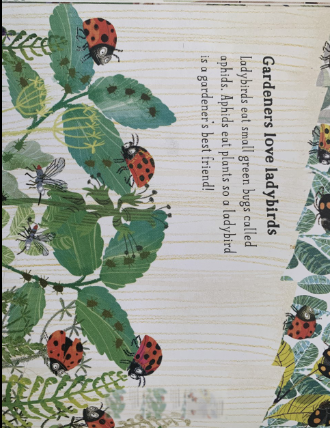 Gardeners love ladybirds
Ladybirds eat small green bugs called
aphids. Aphids eat plants, so a ladybird
is a gardener's best friend!